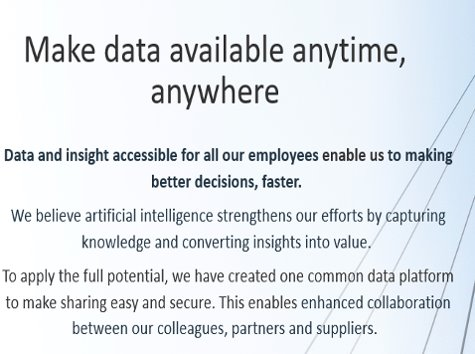 Make data available anytime,
anywhere
Data and insight accessible for all our employees enable us to making
better decisions, faster.
We believe artificial intelligence strengthens our efforts by capturing
knowledge and converting insights into value.
To apply the full potential, we have created one common data platform
to make sharing easy and secure. This enables enhanced collaboration
between our colleagues, partners and suppliers.